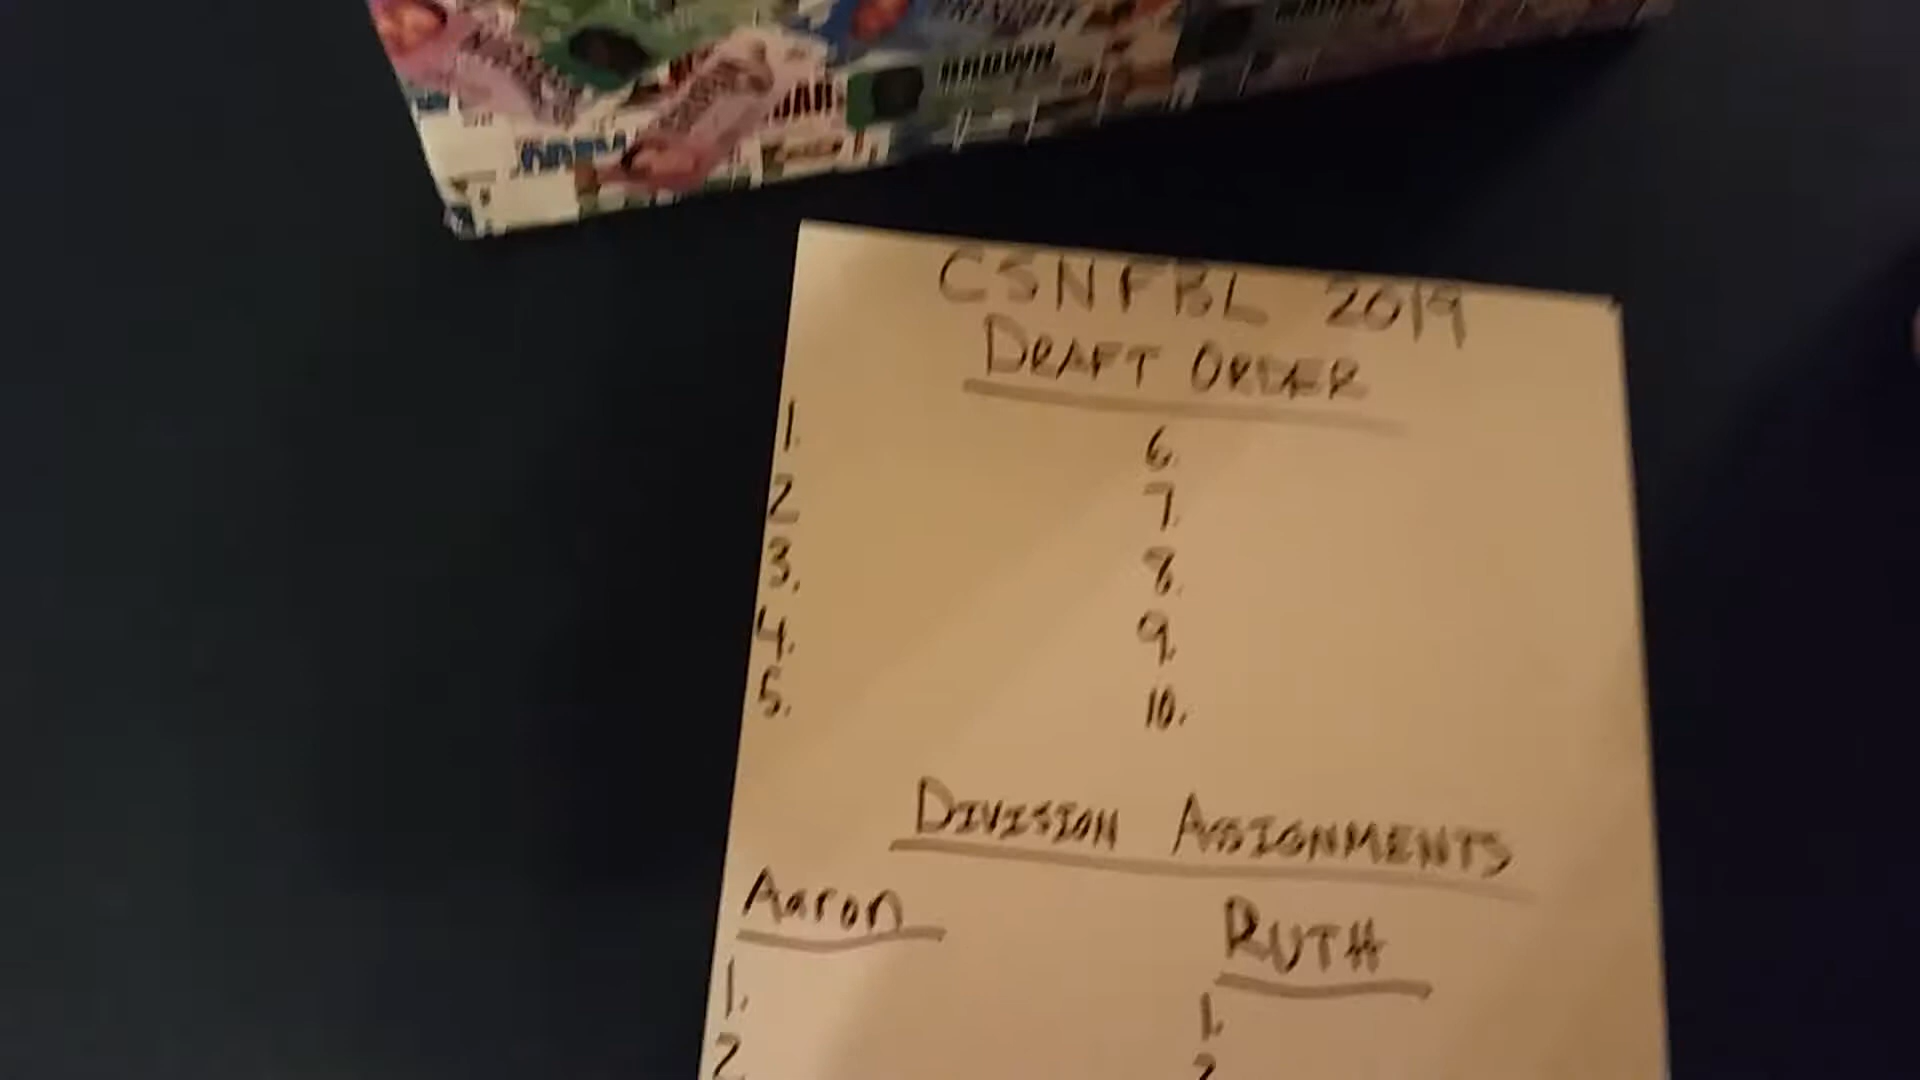 BROWN
CSNFBL 2019
DRAFT ORDER
1.
2
3.
4.
5.
6.
7.
8.
9.
10.
DIVISION ASSIGNMENTS
Aaron
1.
2
RUTH
1.
2